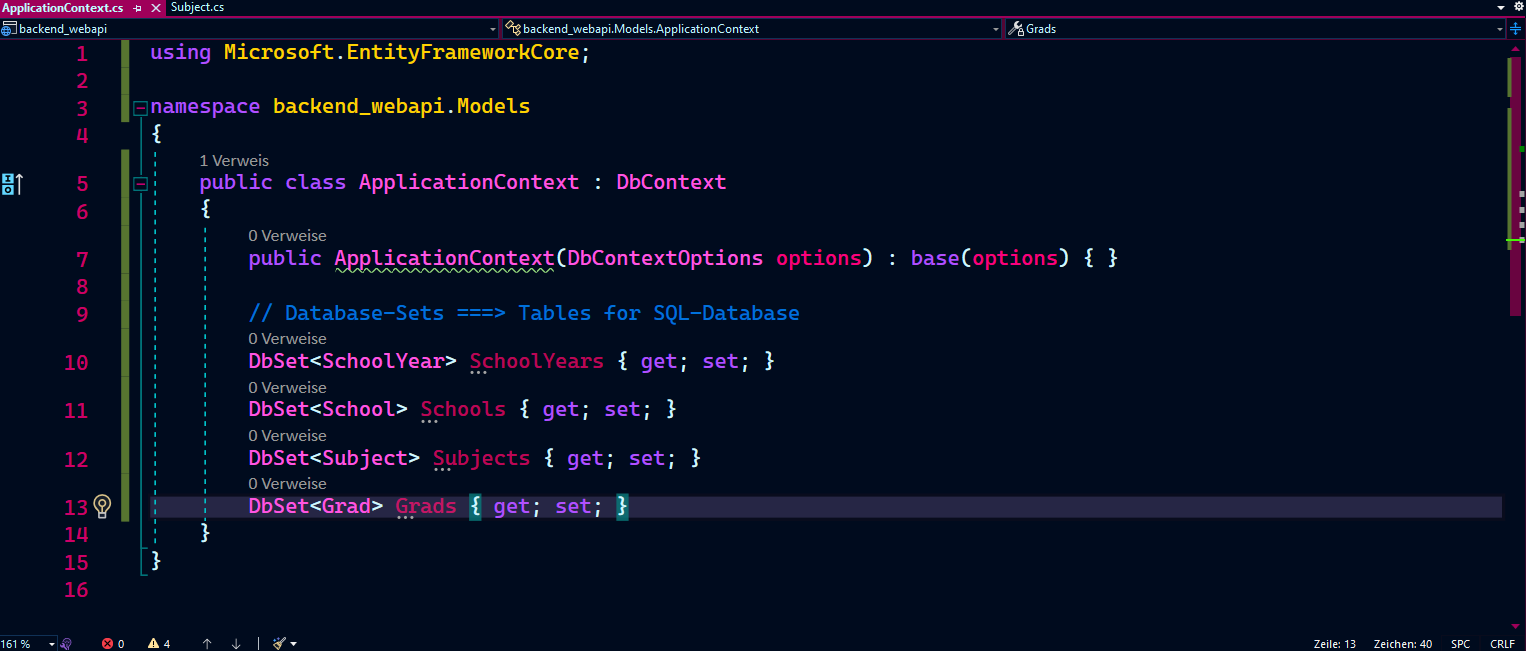 ApplicationContext.cs Subject.cs
backend_webapi backend_webapi.Models.ApplicationContext Grads
1 using Microsoft.EntityFrameworkCore;
2
3 namespace backend_webapi.Models
4 {
1 Verweis
5 public class ApplicationContext : DbContext
6 {
0 Verweise
7 public ApplicationContext(DbContextOptions options) : base(options) { }
8
9 // Database-Sets ===> Tables for SQL-Database
0 Verweise
10 DbSet<SchoolYear> SchoolYears { get; set; }
0 Verweise
11 DbSet<School> Schools { get; set; }
0 Verweise
12 DbSet<Subject> Subjects { get; set; }
0 Verweise
13 DbSet<Grad> Grads { get; set; }
14 }
15 }
16
161 % 0 4 Zeile: 13 Zeichen: 40 SPC CRLF